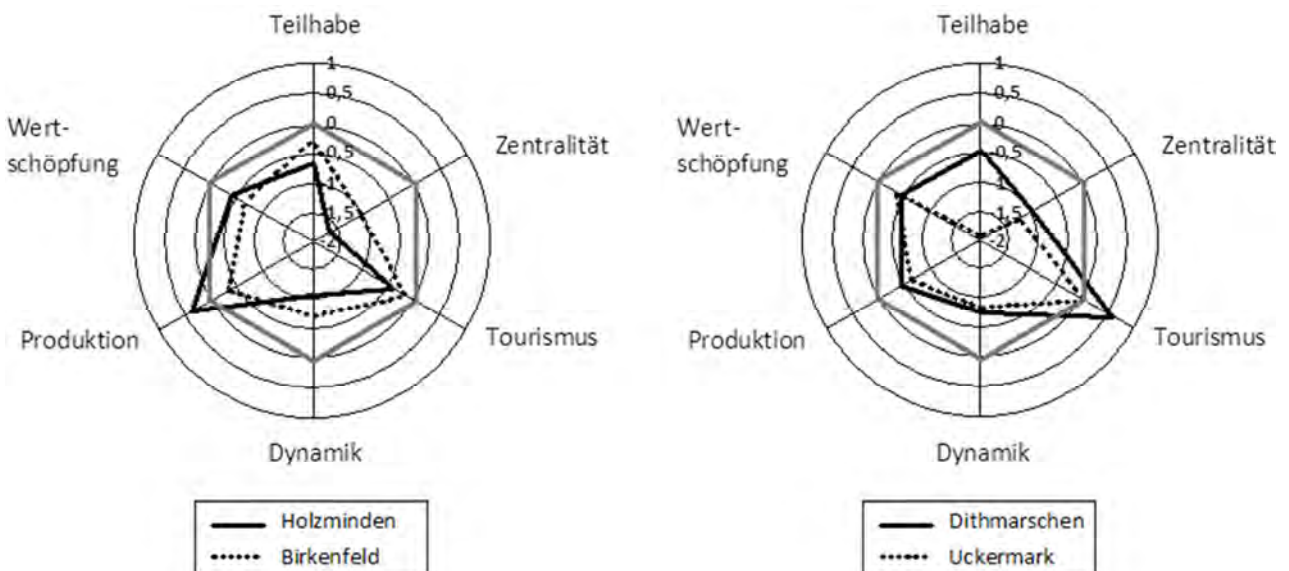 Teilhabe
1
0,5
0
-0,5
-1
-1,5
-2
Wert-
schöpfung
Zentralität
Produktion
Tourismus
Dynamik
Holzminden
Birkenfeld
Teilhabe
1
0,5
0
-0,5
-1
-1,5
-2
Wert-
schöpfung
Zentralität
Produktion
Tourismus
Dynamik
Dithmarschen
Uckermark